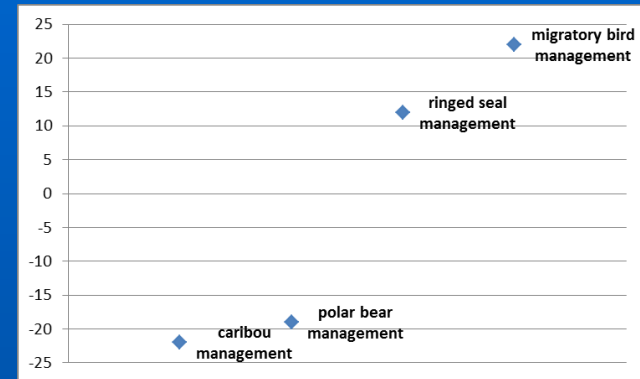 25
20
15
10
5
0
-5
-10
-15
-20
-25
migratory bird
management
ringed seal
management
polar bear
management
caribou
management